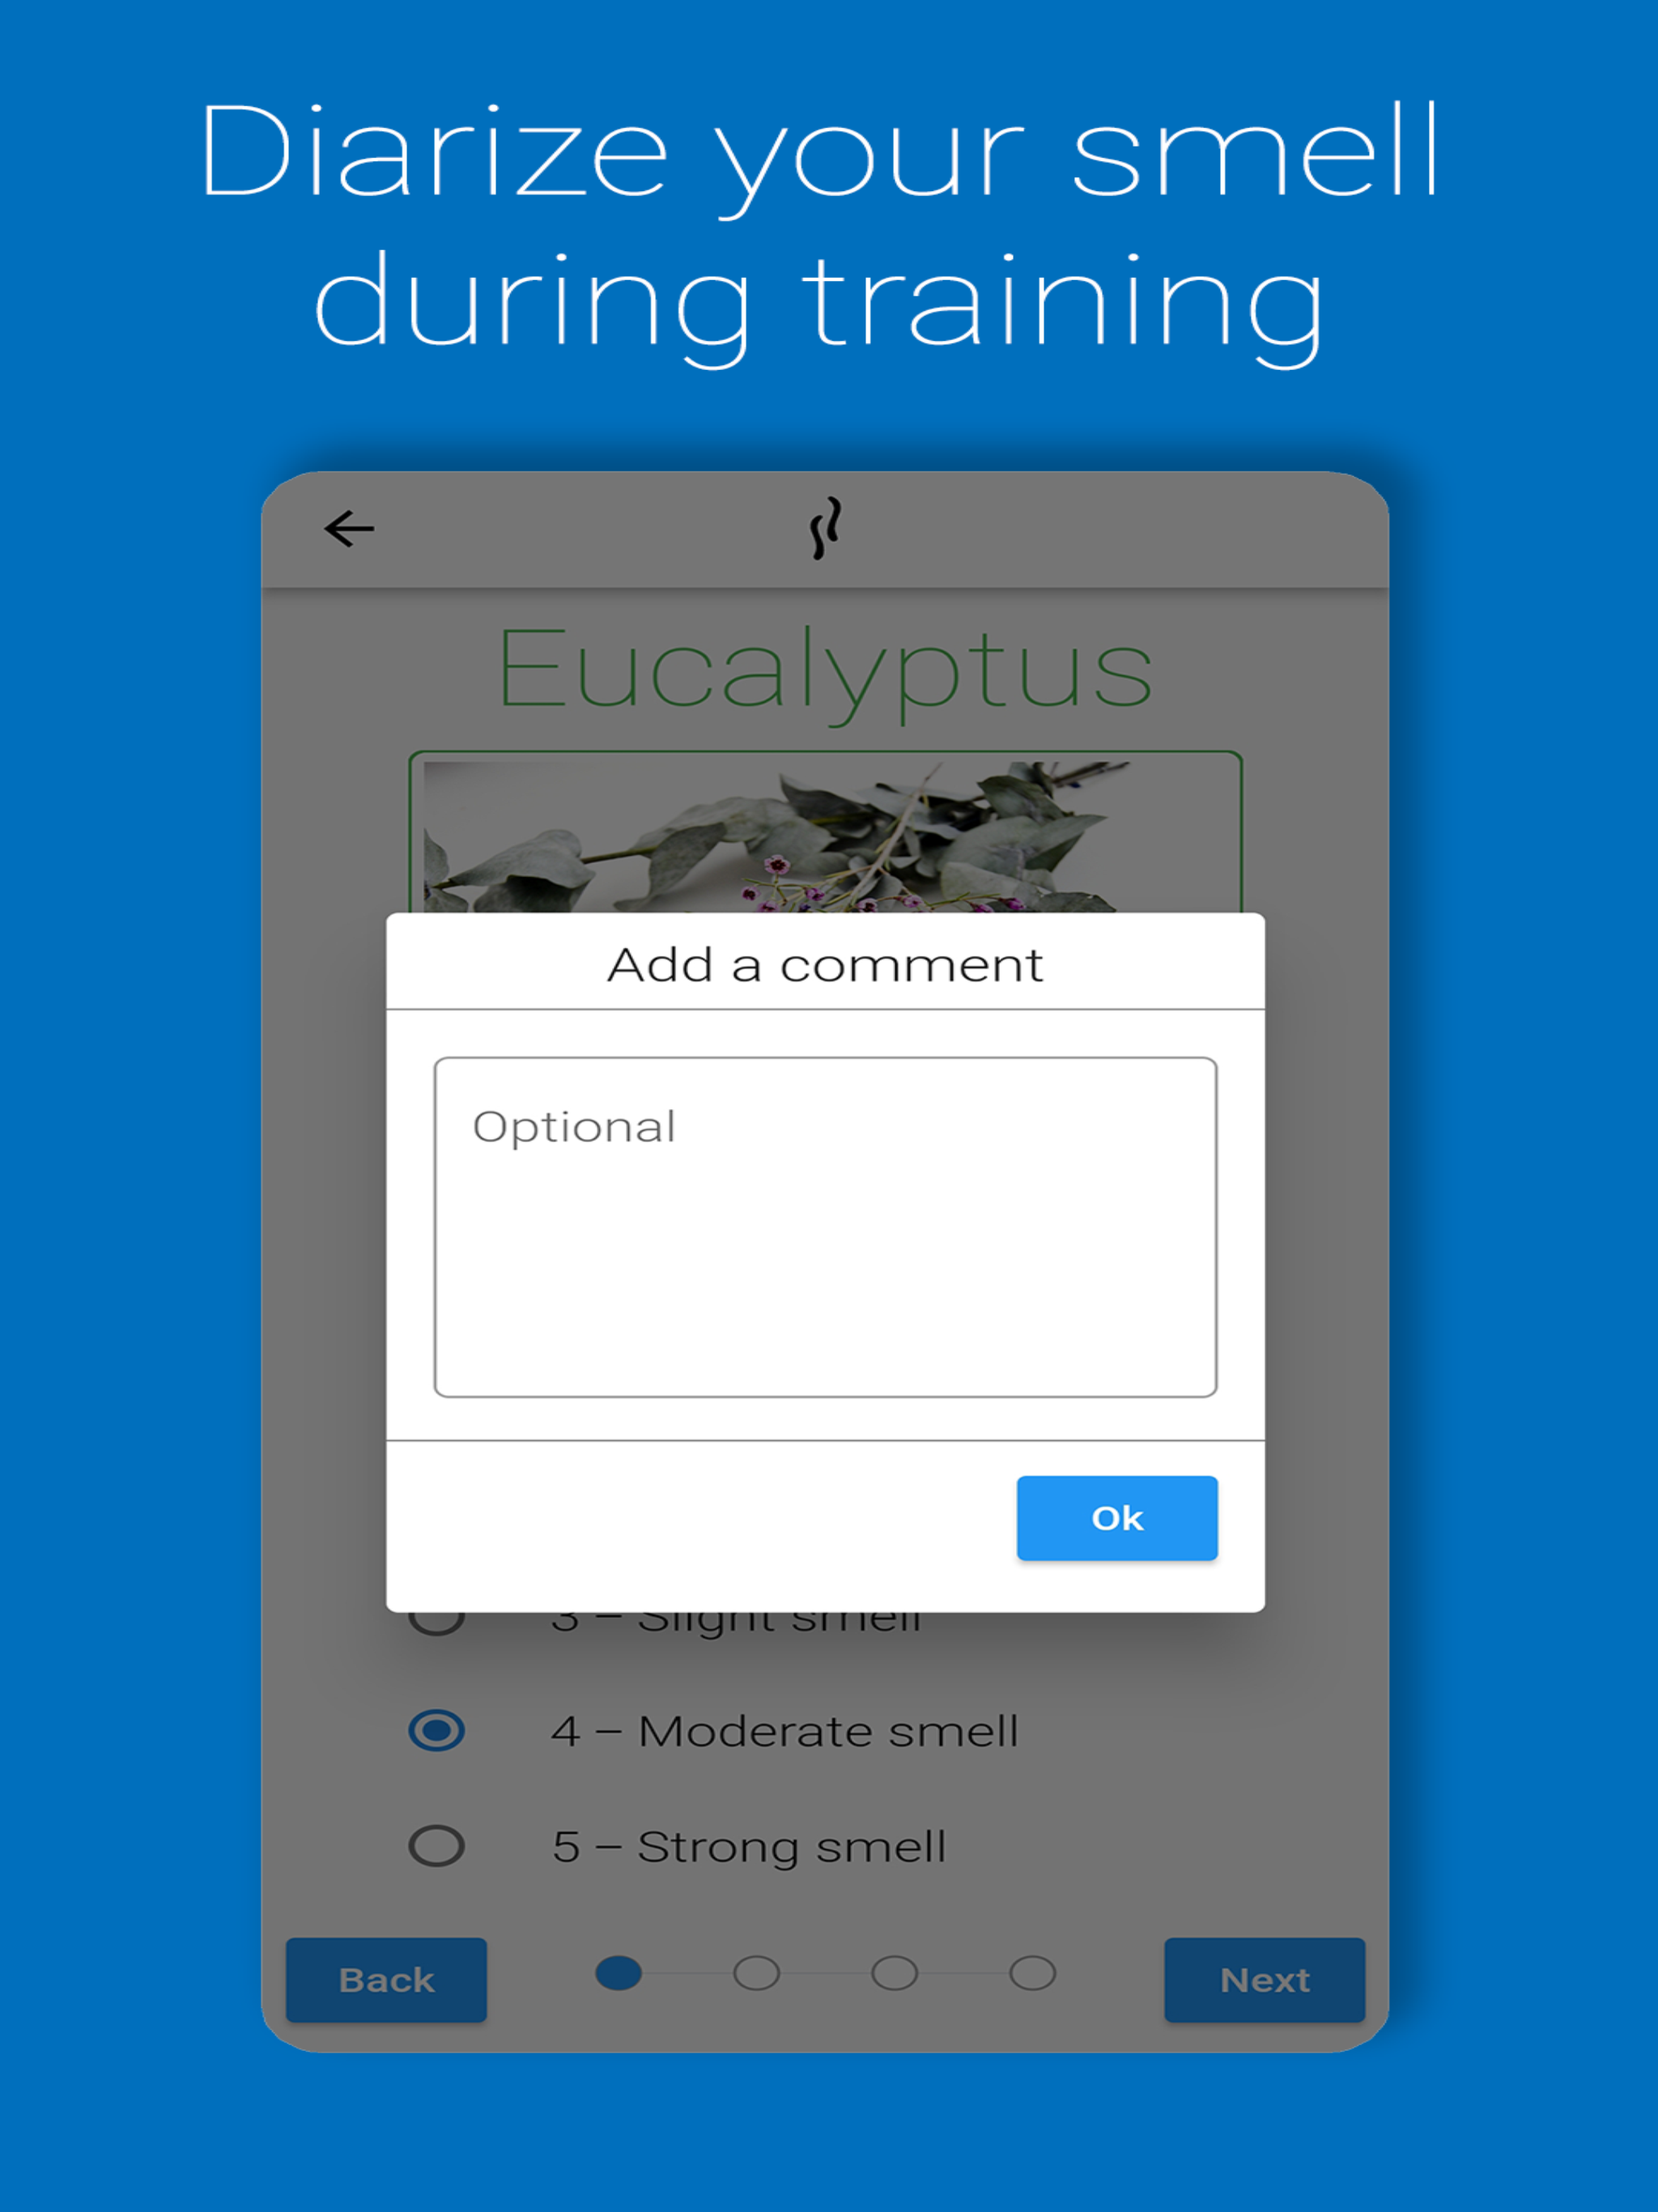 Diarize your smell
during training
Eucalyptus
Add a comment
Optional
Ok
3 – Slight smell
4 – Moderate smell
5 – Strong smell
Back
Next